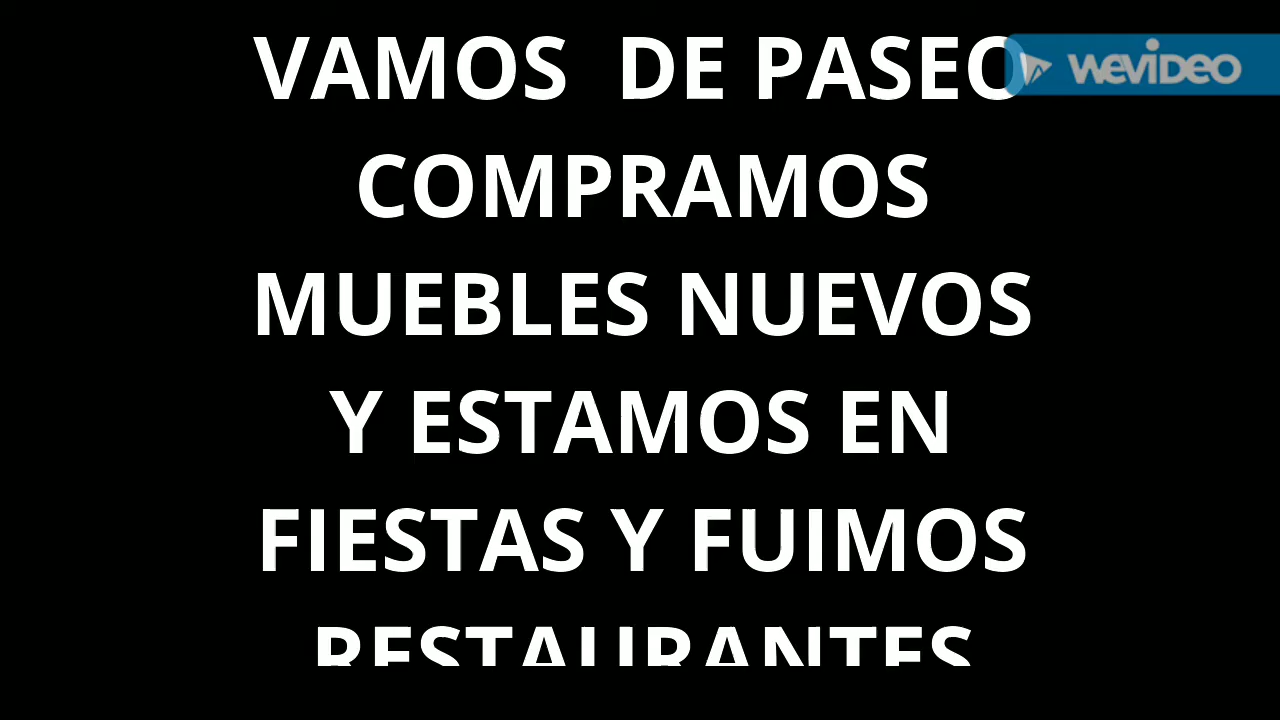 VAMOS DE PASEO
WEVIDEO
COMPRAMOS
MUEBLES NUEVOS
Y ESTAMOS EN
FIESTAS Y FUIMOS
RESTAURANTES